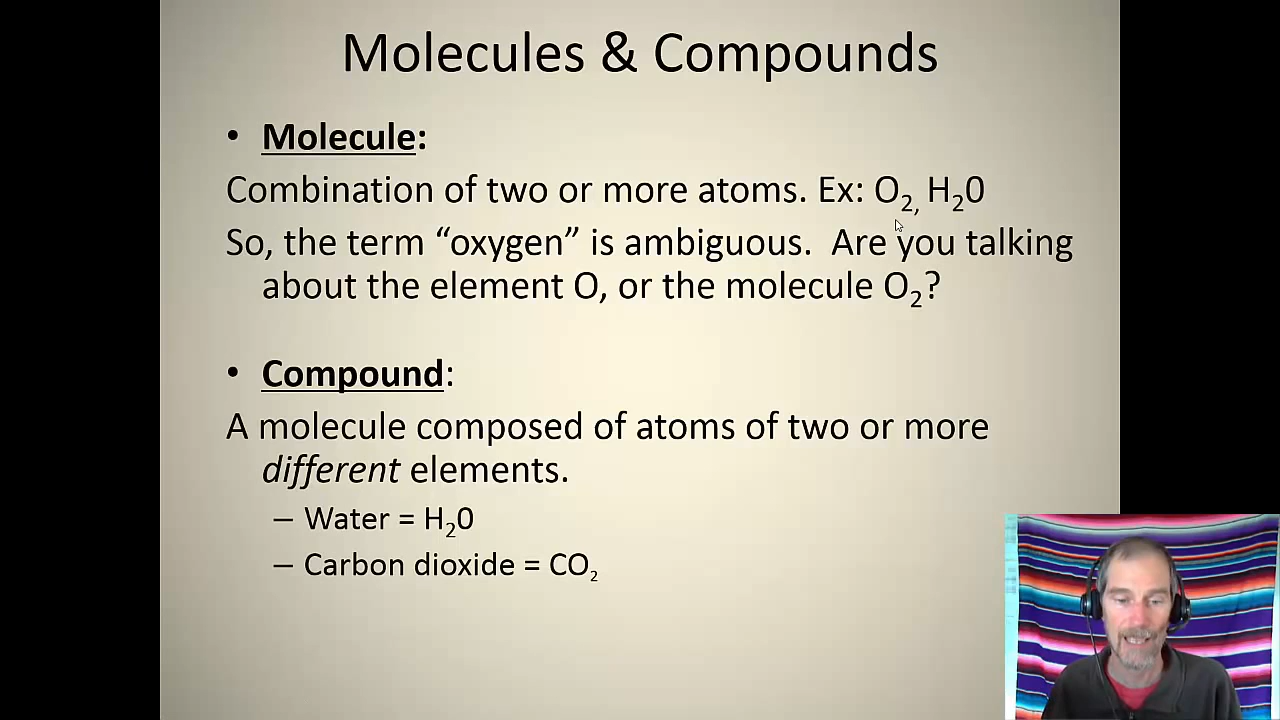 Molecules & Compounds
• Molecule:
Combination of two or more atoms. Ex: O₂, H₂0
So, the term “oxygen” is ambiguous.  Are you talking
about the element O, or the molecule O₂?
• Compound:
A molecule composed of atoms of two or more
different elements.
– Water = H₂0
– Carbon dioxide = CO₂